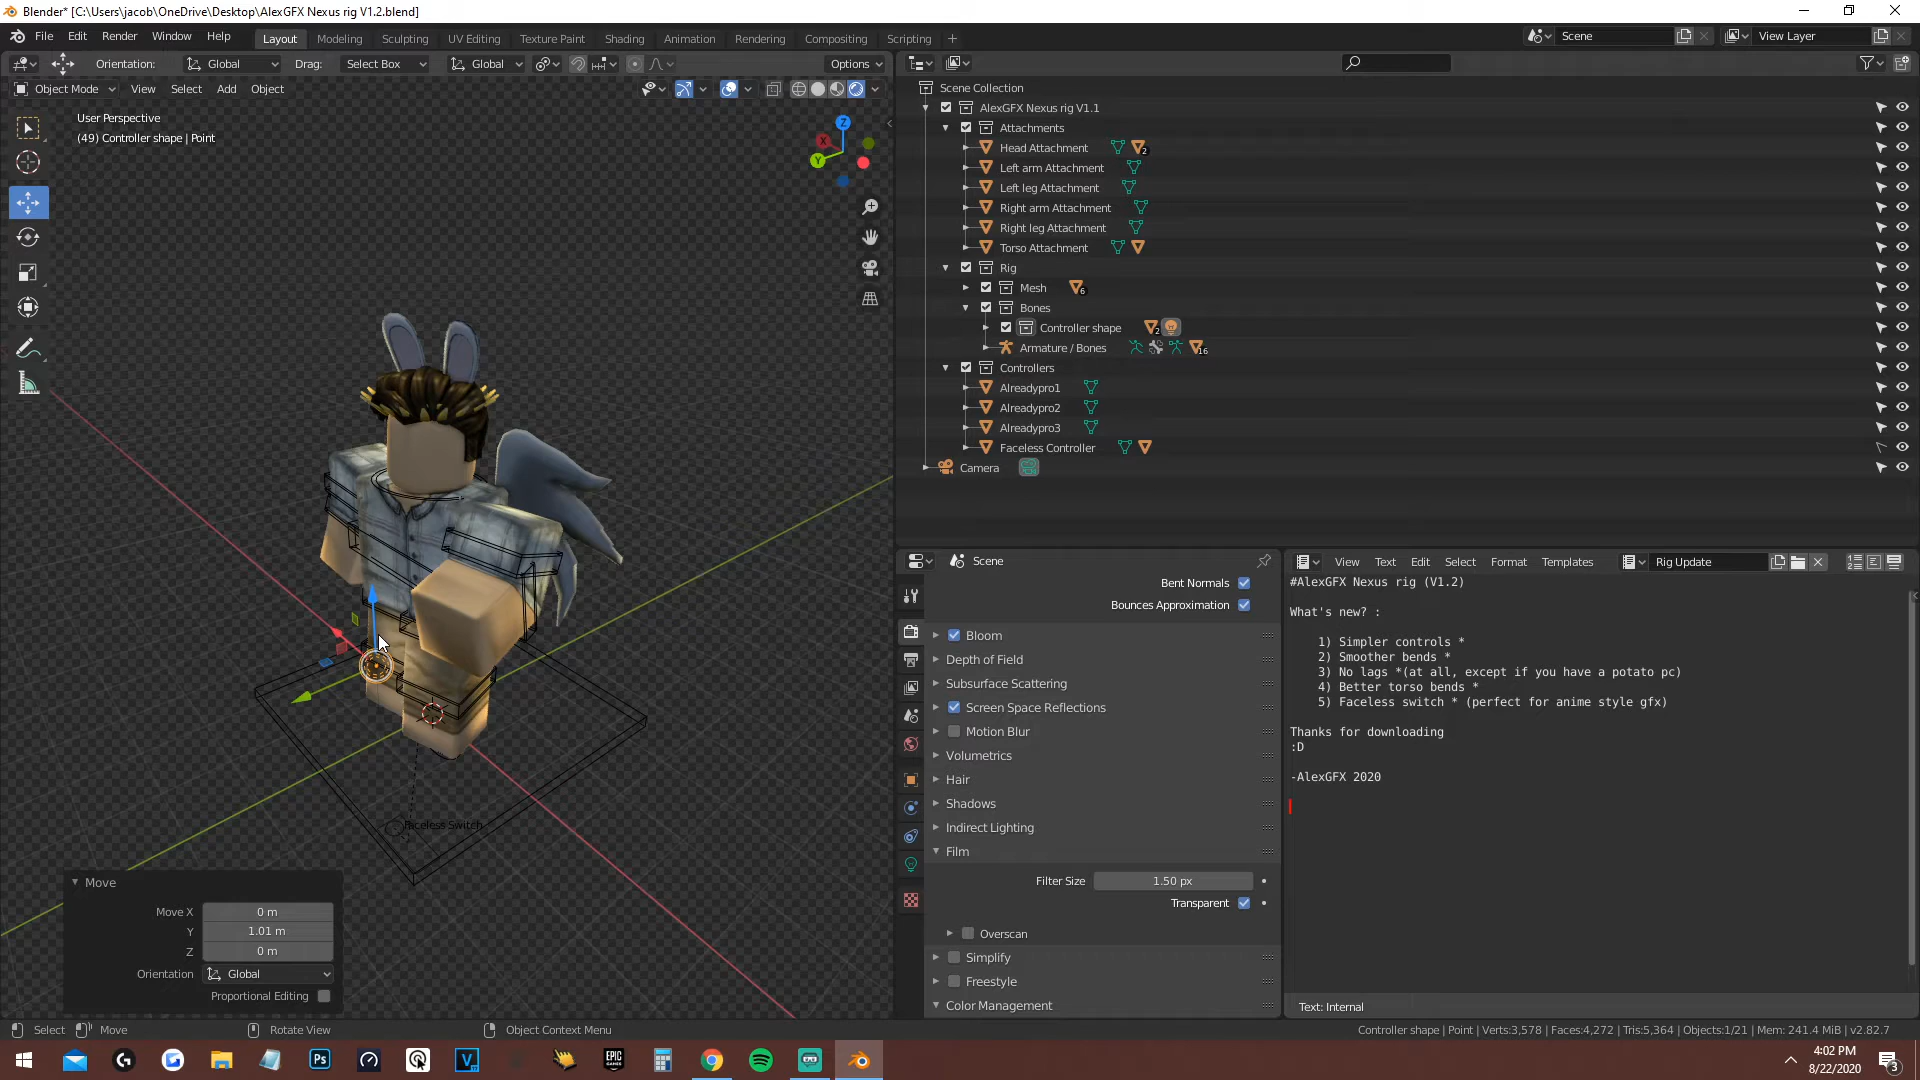 Blender* [C:\Users\jacob\OneDrive\Desktop\AlexGFX Nexus rig V1.2.blend]
File Edit Render Window Help Layout Modeling Sculpting UV Editing Texture Paint Shading Animation Rendering Compositing Scripting + Scene View Layer
Orientation: Global Drag: Select Box Global Options
Object Mode View Select Add Object
User Perspective
(49) Controller shape | Point
Z
X
Y
Scene Collection
AlexGFX Nexus rig V1.1
Attachments
Head Attachment 2
Left arm Attachment
Left leg Attachment
Right arm Attachment
Right leg Attachment
Torso Attachment
Rig
Mesh 6
Bones
Controller shape 2
Armature / Bones 16
Controllers
Alreadypro1
Alreadypro2
Alreadypro3
Faceless Controller
Camera
Faceless Switch
Move
Move X 0 m
Y 1.01 m
Z 0 m
Orientation Global
Proportional Editing
Scene
Bent Normals
Bounces Approximation
Bloom
Depth of Field
Subsurface Scattering
Screen Space Reflections
Motion Blur
Volumetrics
Hair
Shadows
Indirect Lighting
Film
Filter Size 1.50 px
Transparent
Overscan
Simplify
Freestyle
Color Management
View Text Edit Select Format Templates Rig Update
#AlexGFX Nexus rig (V1.2)
What's new? :
1) Simpler controls *
2) Smoother bends *
3) No lags *(at all, except if you have a potato pc)
4) Better torso bends *
5) Faceless switch * (perfect for anime style gfx)
Thanks for downloading
:D
-AlexGFX 2020
Text: Internal
Select Move Rotate View Object Context Menu
Controller shape | Point | Verts:3,578 | Faces:4,272 | Tris:5,364 | Objects:1/21 | Mem: 241.4 MiB | v2.82.7
Ps
V
EPIC GAMES
4:02 PM
8/22/2020
3